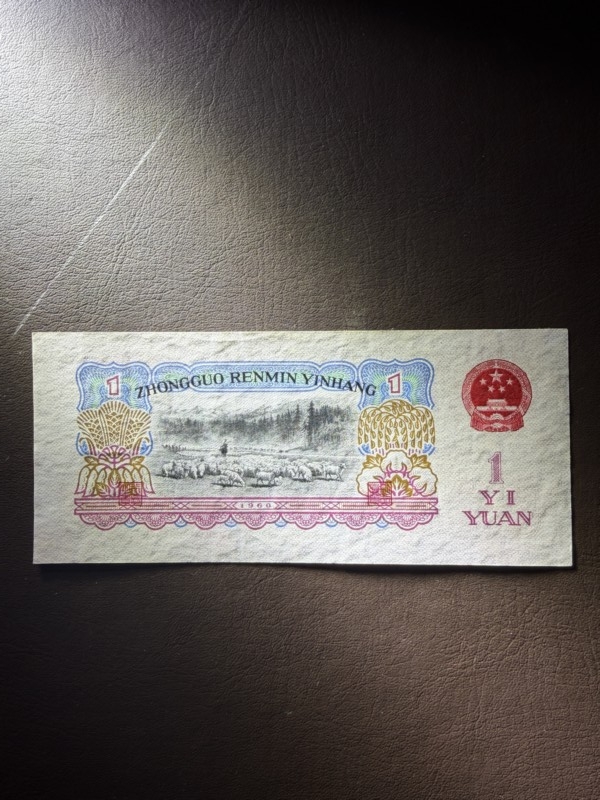 1 ZHONGGUO RENMIN YINHANG 1
1960
1
YI
YUAN